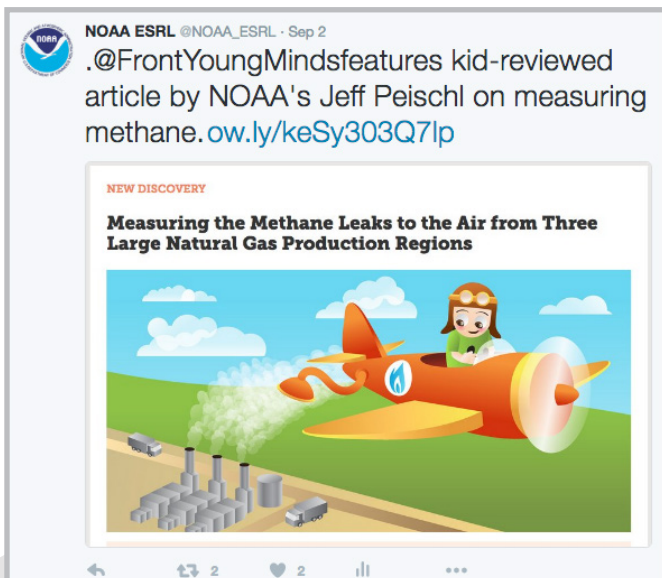 NOAA ESRL @NOAA_ESRL · Sep 2
.@FrontYoungMindsfeatures kid-reviewed
article by NOAA's Jeff Peischl on measuring
methane. ow.ly/keSy303Q7lp
NEW DISCOVERY
Measuring the Methane Leaks to the Air from Three
Large Natural Gas Production Regions
2 2